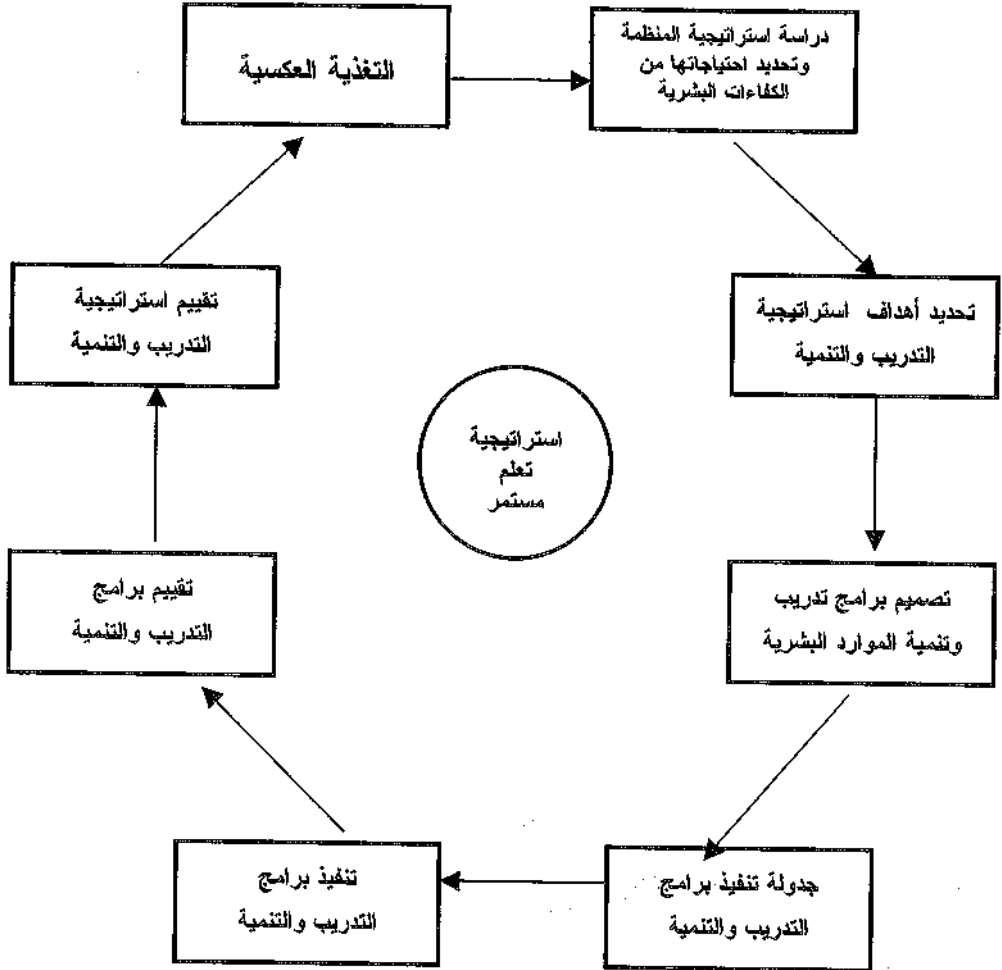 التغذية العكسية
دراسة استراتيجية المنظمة
وتحديد احتياجاتها من
الكفاءات البشرية
تحديد أهداف استراتيجية
التدريب والتنمية
تصميم برامج تدريب
وتنمية الموارد البشرية
جدولة تنفيذ برامج
التدريب والتنمية
تنفيذ برامج
التدريب والتنمية
تقييم برامج
التدريب والتنمية
تقييم استراتيجية
التدريب والتنمية
استراتيجية
تعلم
مستمر